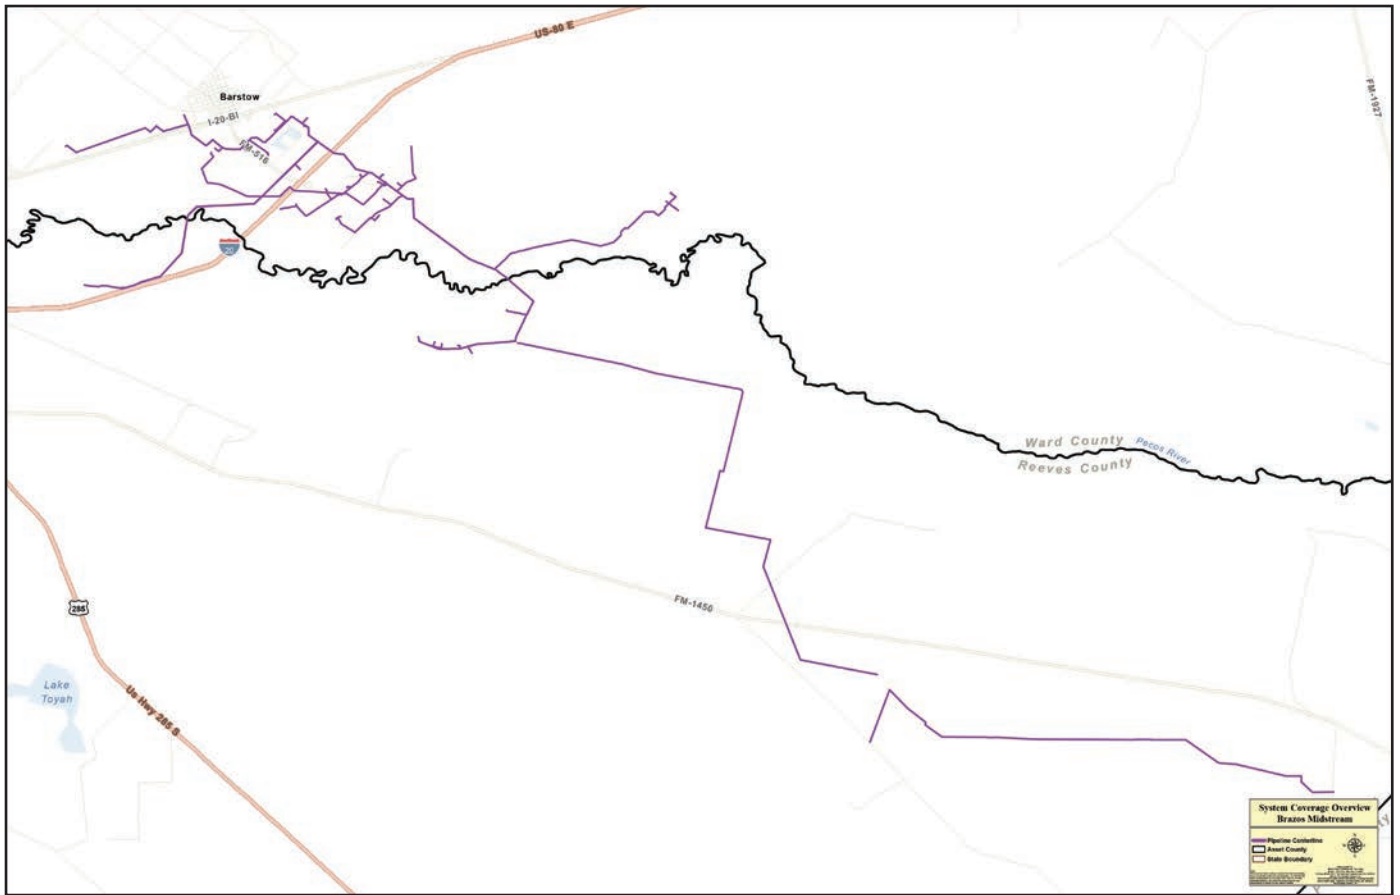 US-80 E
FM-1927
Barstow
I-20-BI
FM-516
20
Ward County
Pecos River
Reeves County
FM-1450
285
Lake
Toyah
Us Hwy 285 S
System Coverage Overview
Brazos Midstream
Pipeline Centerline
Asset County
State Boundary